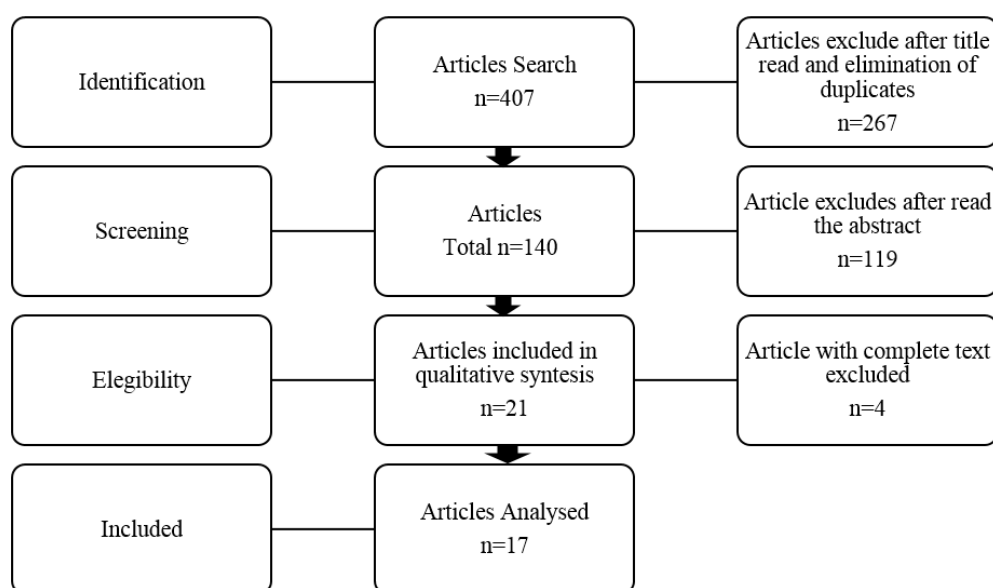 Identification
Articles Search
n=407
Articles exclude after title
read and elimination of
duplicates
n=267
Screening
Articles
Total n=140
Article excludes after read
the abstract
n=119
Elegibility
Articles included in
qualitative syntesis
n=21
Article with complete text
excluded
n=4
Included
Articles Analysed
n=17